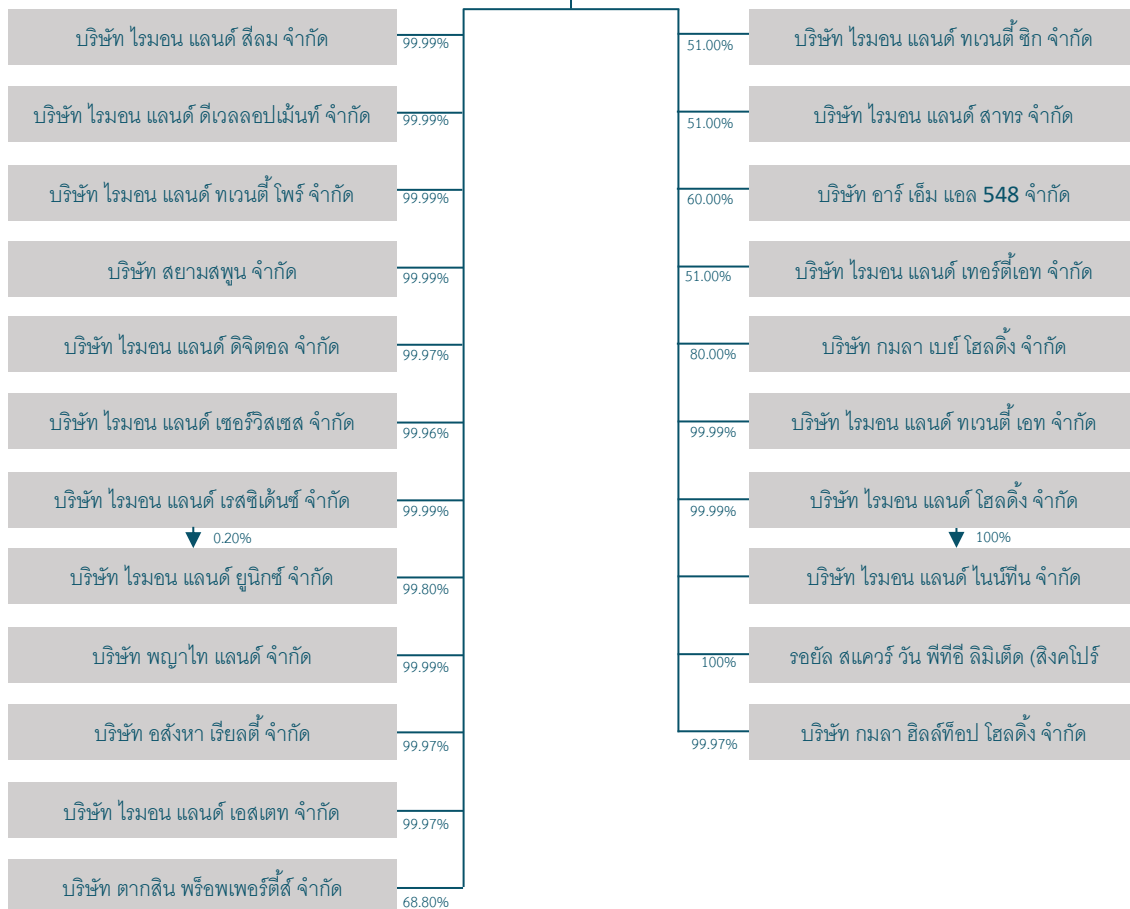 บริษัท ไรมอน แลนด์ สีลม จำกัด
99.99%
บริษัท ไรมอน แลนด์ ดีเวลลอปเม้นท์ จำกัด
99.99%
บริษัท ไรมอน แลนด์ ทเวนตี้ โฟร์ จำกัด
99.99%
บริษัท สยามสพูน จำกัด
99.99%
บริษัท ไรมอน แลนด์ ดิจิตอล จำกัด
99.97%
บริษัท ไรมอน แลนด์ เซอร์วิสเซส จำกัด
99.96%
บริษัท ไรมอน แลนด์ เรสซิเด้นซ์ จำกัด
99.99%
0.20%
บริษัท ไรมอน แลนด์ ยูนิกซ์ จำกัด
99.80%
บริษัท พญาไท แลนด์ จำกัด
99.99%
บริษัท อสังหา เรียลตี้ จำกัด
99.97%
บริษัท ไรมอน แลนด์ เอสเตท จำกัด
99.97%
บริษัท ตากสิน พร็อพเพอร์ตี้ส์ จำกัด
68.80%
บริษัท ไรมอน แลนด์ ทเวนตี้ ซิก จำกัด
51.00%
บริษัท ไรมอน แลนด์ สาทร จำกัด
51.00%
บริษัท อาร์ เอ็ม แอล 548 จำกัด
60.00%
บริษัท ไรมอน แลนด์ เทอร์ตี้เอท จำกัด
51.00%
บริษัท กมลา เบย์ โฮลดิ้ง จำกัด
80.00%
บริษัท ไรมอน แลนด์ ทเวนตี้ เอท จำกัด
99.99%
บริษัท ไรมอน แลนด์ โฮลดิ้ง จำกัด
99.99%
100%
บริษัท ไรมอน แลนด์ ไนน์ทีน จำกัด
รอยัล สแควร์ วัน พีทีอี ลิมิเต็ด (สิงคโปร์
100%
บริษัท กมลา ฮิลล์ท็อป โฮลดิ้ง จำกัด
99.97%